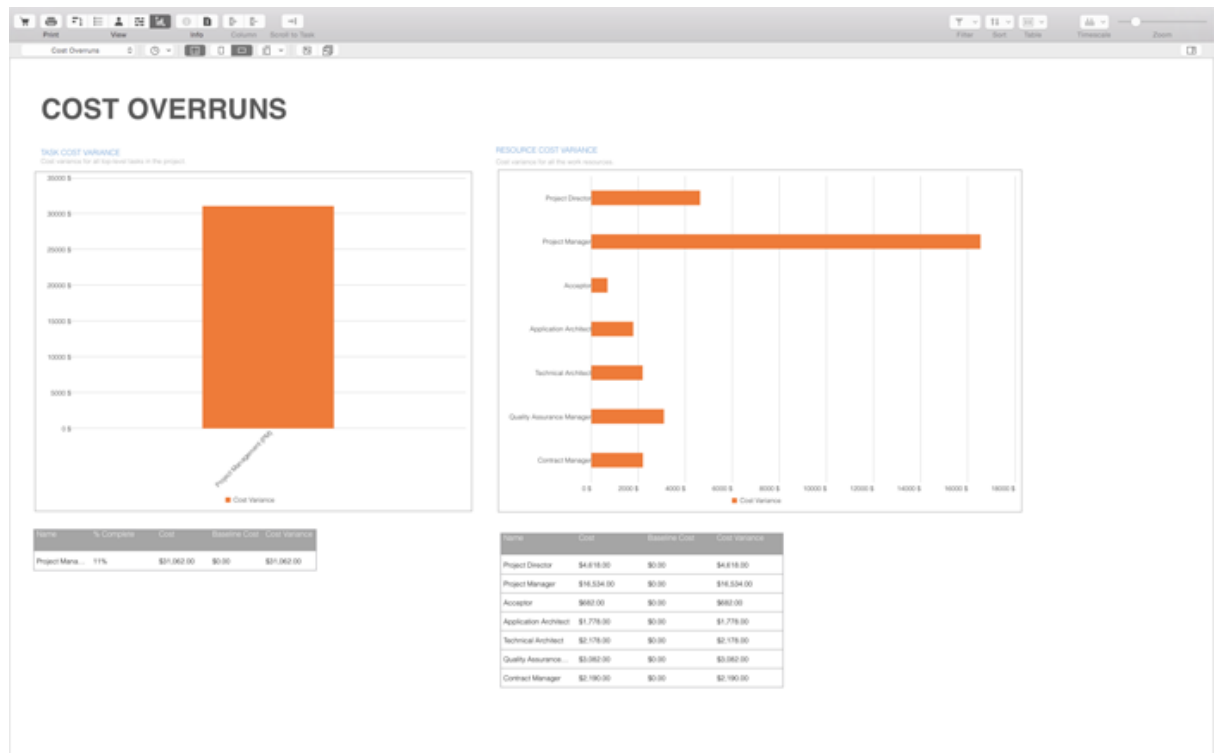 Print View Info Column Scroll to Task Filter Sort Table Timescale Zoom
Cost Overruns
COST OVERRUNS
TASK COST VARIANCE
Cost variance for all top-level tasks in the project.
35000 $
30000 $
25000 $
20000 $
15000 $
10000 $
5000 $
0 $
Project Management (PM)
Cost Variance
Name % Complete Cost Baseline Cost Cost Variance
Project Mana... 11% $31,062.00 $0.00 $31,062.00
RESOURCE COST VARIANCE
Cost variance for all the work resources.
Project Director
Project Manager
Acceptor
Application Architect
Technical Architect
Quality Assurance Manager
Contract Manager
0 $ 2000 $ 4000 $ 6000 $ 8000 $ 10000 $ 12000 $ 14000 $ 16000 $ 18000 $
Cost Variance
Name Cost Baseline Cost Cost Variance
Project Director $4,618.00 $0.00 $4,618.00
Project Manager $16,534.00 $0.00 $16,534.00
Acceptor $682.00 $0.00 $682.00
Application Architect $1,778.00 $0.00 $1,778.00
Technical Architect $2,178.00 $0.00 $2,178.00
Quality Assurance... $3,082.00 $0.00 $3,082.00
Contract Manager $2,190.00 $0.00 $2,190.00